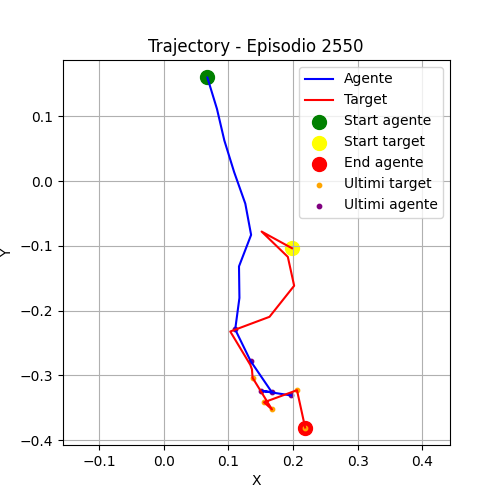 Trajectory - Episodio 2550
Agente
Target
Start agente
Start target
End agente
Ultimi target
Ultimi agente
0.1
0.0
−0.1
−0.2
−0.3
−0.4
Y
−0.1
0.0
0.1
0.2
0.3
0.4
X